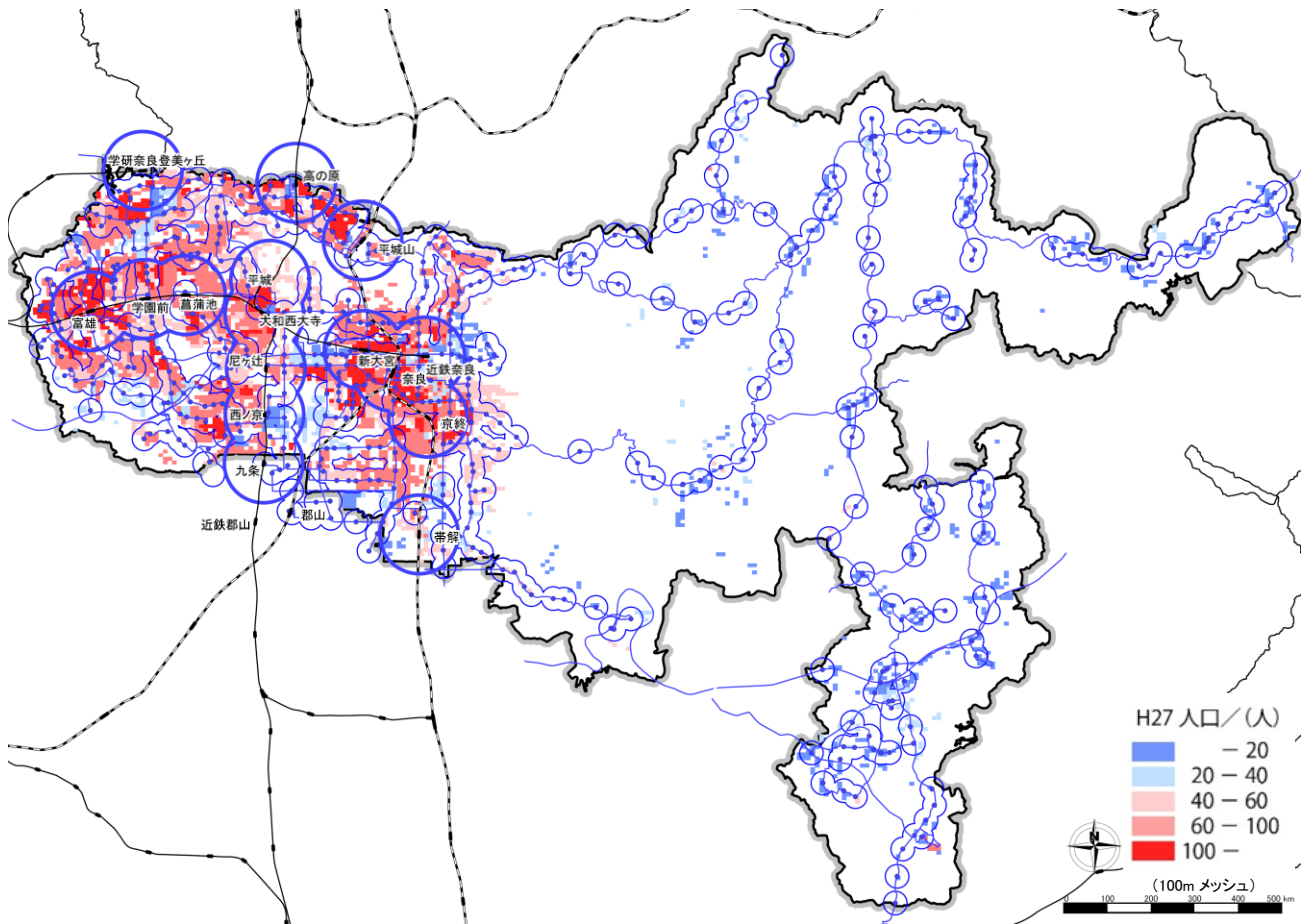 学研奈良登美ヶ丘
高の原
平城山
平城
学園前
菖蒲池
富雄
大和西大寺
尼ヶ辻
新大宮
近鉄奈良
奈良
西ノ京
京終
九条
郡山
近鉄郡山
帯解
H27 人口／（人）
－ 20
20 － 40
40 － 60
60 － 100
100 －
N
（100m メッシュ）
0 100 200 300 400 500 km